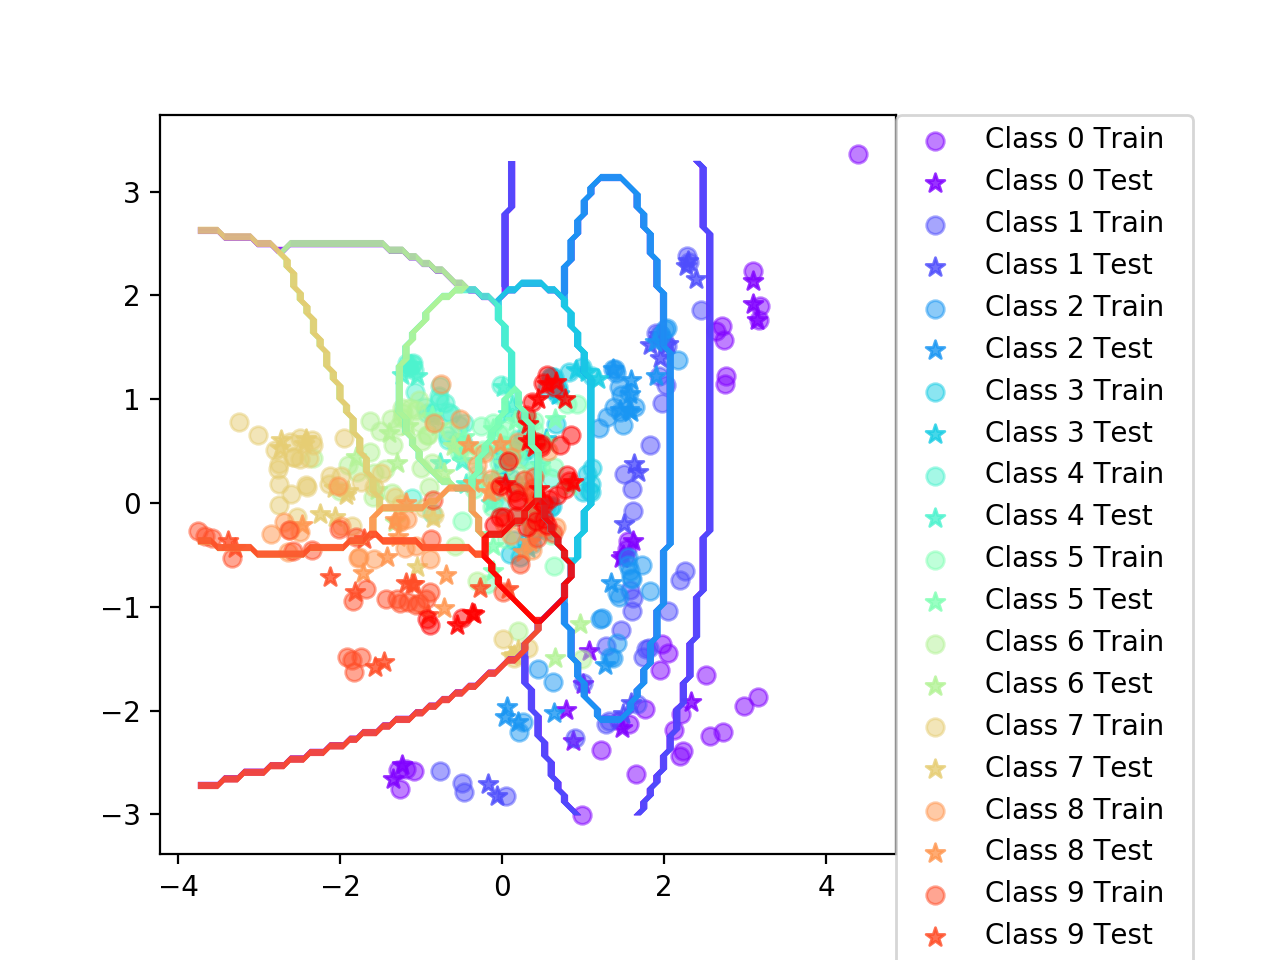 3
2
1
0
−1
−2
−3
−4
−2
0
2
4
Class 0 Train
Class 0 Test
Class 1 Train
Class 1 Test
Class 2 Train
Class 2 Test
Class 3 Train
Class 3 Test
Class 4 Train
Class 4 Test
Class 5 Train
Class 5 Test
Class 6 Train
Class 6 Test
Class 7 Train
Class 7 Test
Class 8 Train
Class 8 Test
Class 9 Train
Class 9 Test